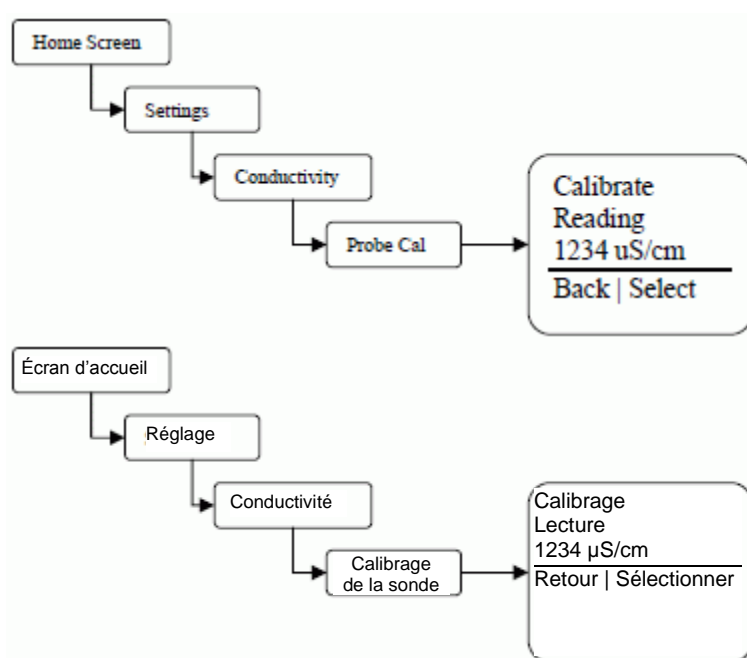 Home Screen
Settings
Conductivity
Probe Cal
Calibrate
Reading
1234 uS/cm
Back | Select
Écran d'accueil
Réglage
Conductivité
Calibrage
de la sonde
Calibrage
Lecture
1234 µS/cm
Retour | Sélectionner